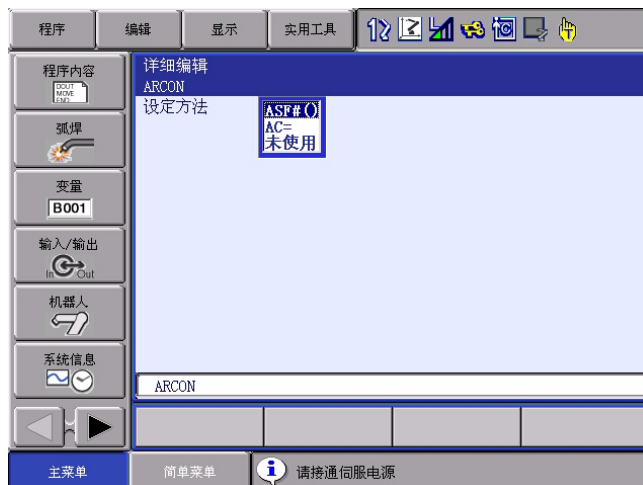 程序
编辑
显示
实用工具
程序内容
DOUT
MOVE
END
弧焊
变量
B001
输入/输出
In Out
机器人
系统信息
详细编辑
ARCON
设定方法
ASF#()
AC=
未使用
ARCON
主菜单
简单菜单
请接通伺服电源